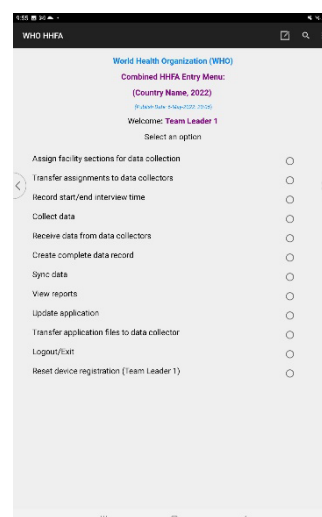 9:55
WHO HHFA
World Health Organization (WHO)
Combined HHFA Entry Menu:
(Country Name, 2022)
Welcome: Team Leader 1
Select an option
Assign facility sections for data collection
Transfer assignments to data collectors
Record start/end interview time
Collect data
Receive data from data collectors
Create complete data record
Sync data
View reports
Update application
Transfer application files to data collector
Logout/Exit
Reset device registration (Team Leader 1)